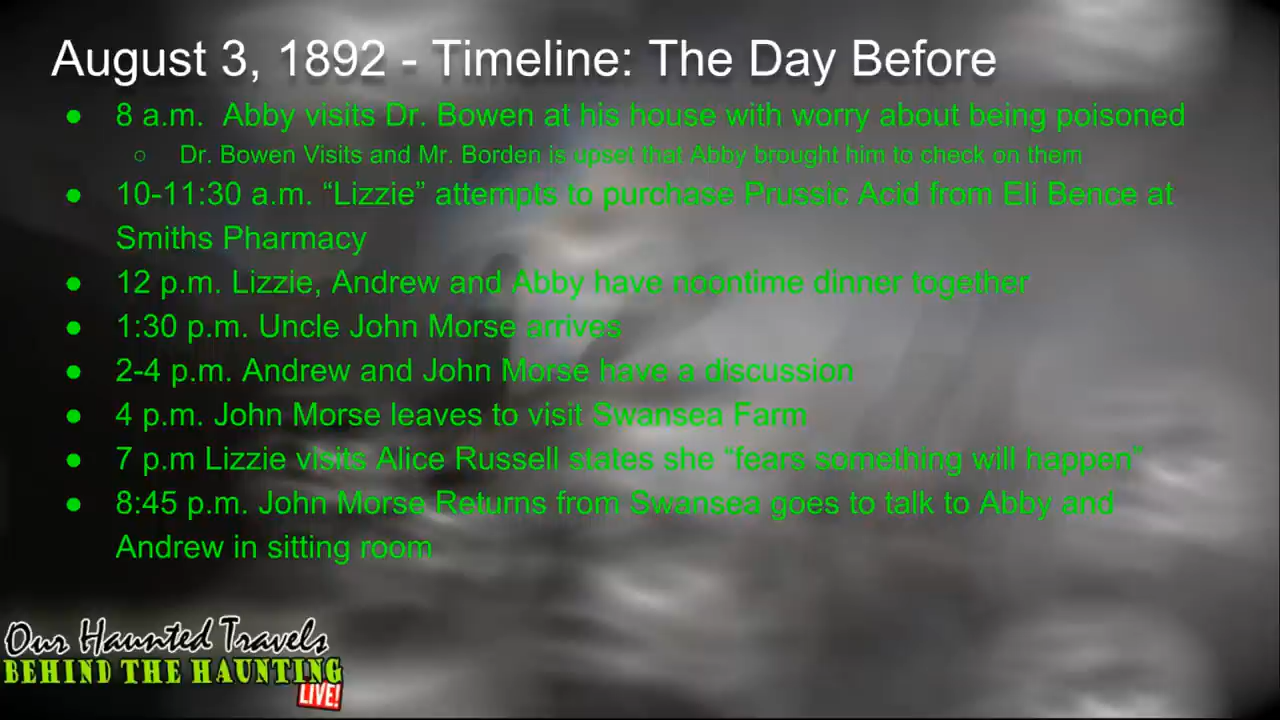 August 3, 1892 - Timeline: The Day Before
● 8 a.m.  Abby visits Dr. Bowen at his house with worry about being poisoned
○ Dr. Bowen Visits and Mr. Borden is upset that Abby brought him to check on them
● 10-11:30 a.m. “Lizzie” attempts to purchase Prussic Acid from Eli Bence at
Smiths Pharmacy
● 12 p.m. Lizzie, Andrew and Abby have noontime dinner together
● 1:30 p.m. Uncle John Morse arrives
● 2-4 p.m. Andrew and John Morse have a discussion
● 4 p.m. John Morse leaves to visit Swansea Farm
● 7 p.m Lizzie visits Alice Russell states she “fears something will happen”
● 8:45 p.m. John Morse Returns from Swansea goes to talk to Abby and
Andrew in sitting room
Our Haunted Travels
BEHIND THE HAUNTING
LIVE!